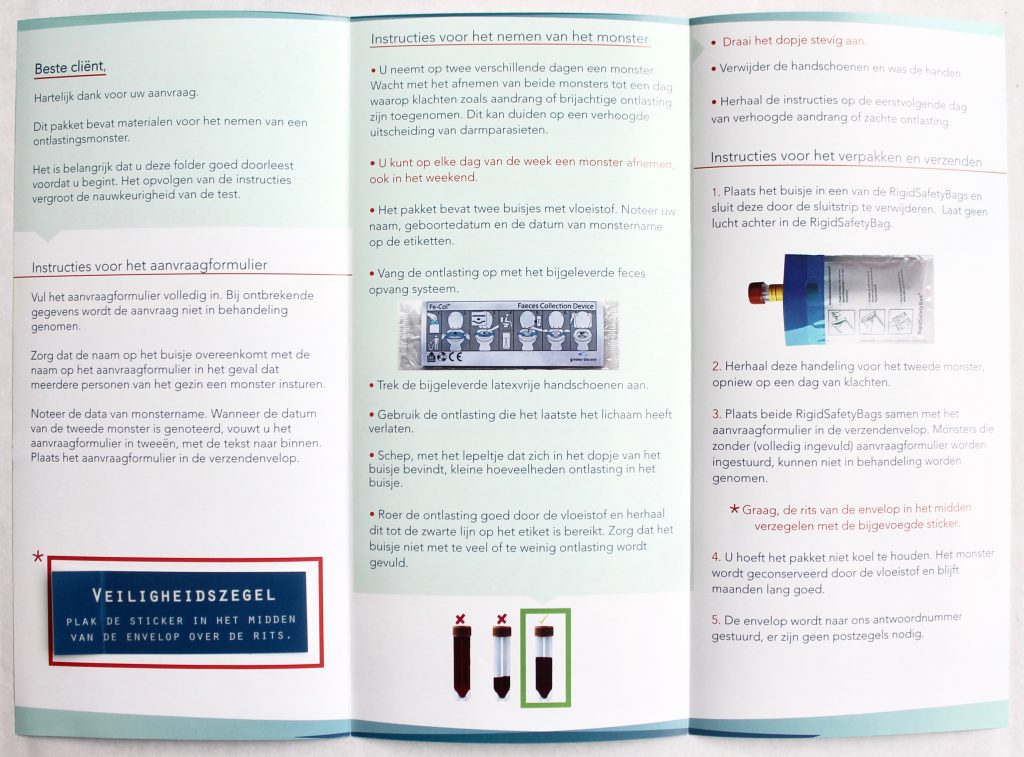 Beste cliënt,
Hartelijk dank voor uw aanvraag.
Dit pakket bevat materialen voor het nemen van een
ontlastingsmonster.
Het is belangrijk dat u deze folder goed doorleest
voordat u begint. Het opvolgen van de instructies
vergroot de nauwkeurigheid van de test.
Instructies voor het aanvraagformulier
Vul het aanvraagformulier volledig in. Bij ontbrekende
gegevens wordt de aanvraag niet in behandeling
genomen.
Zorg dat de naam op het buisje overeenkomt met de
naam op het aanvraagformulier in het geval dat
meerdere personen van het gezin een monster insturen.
Noteer de data van monstername. Wanneer de datum
van de tweede monster is genoteerd, vouwt u het
aanvraagformulier in tweeën, met de tekst naar binnen.
Plaats het aanvraagformulier in de verzendenvelop.
*
VEILIGHEIDSZEGEL
PLAK DE STICKER IN HET MIDDEN
VAN DE ENVELOP OVER DE RITS.
Instructies voor het nemen van het monster
• U neemt op twee verschillende dagen een monster.
Wacht met het afnemen van beide monsters tot een dag
waarop klachten zoals aandrang of brijachtige ontlasting
zijn toegenomen. Dit kan duiden op een verhoogde
uitscheiding van darmparasieten.
• U kunt op elke dag van de week een monster afnemen,
ook in het weekend.
• Het pakket bevat twee buisjes met vloeistof. Noteer uw
naam, geboortedatum en de datum van monstername
op de etiketten.
• Vang de ontlasting op met het bijgeleverde feces
opvang systeem.
Fe-Col™ Faeces Collection Device
greiner bio-one
• Trek de bijgeleverde latexvrije handschoenen aan.
• Gebruik de ontlasting die het laatste het lichaam heeft
verlaten.
• Schep, met het lepeltje dat zich in het dopje van het
buisje bevindt, kleine hoeveelheden ontlasting in het
buisje.
• Roer de ontlasting goed door de vloeistof en herhaal
dit tot de zwarte lijn op het etiket is bereikt. Zorg dat het
buisje niet met te veel of te weinig ontlasting wordt
gevuld.
• Draai het dopje stevig aan.
• Verwijder de handschoenen en was de handen.
• Herhaal de instructies op de eerstvolgende dag
van verhoogde aandrang of zachte ontlasting.
Instructies voor het verpakken en verzenden
1. Plaats het buisje in een van de RigidSafetyBags en
sluit deze door de sluitstrip te verwijderen. Laat geen
lucht achter in de RigidSafetyBag.
RigidSafetyBag
2. Herhaal deze handeling voor het tweede monster,
opniew op een dag van klachten.
3. Plaats beide RigidSafetyBags samen met het
aanvraagformulier in de verzendenvelop. Monsters die
zonder (volledig ingevuld) aanvraagformulier worden
ingestuurd, kunnen niet in behandeling worden
genomen.
* Graag, de rits van de envelop in het midden
verzegelen met de bijgevoegde sticker.
4. U hoeft het pakket niet koel te houden. Het monster
wordt geconserveerd door de vloeistof en blijft
maanden lang goed.
5. De envelop wordt naar ons antwoordnummer
gestuurd, er zijn geen postzegels nodig.